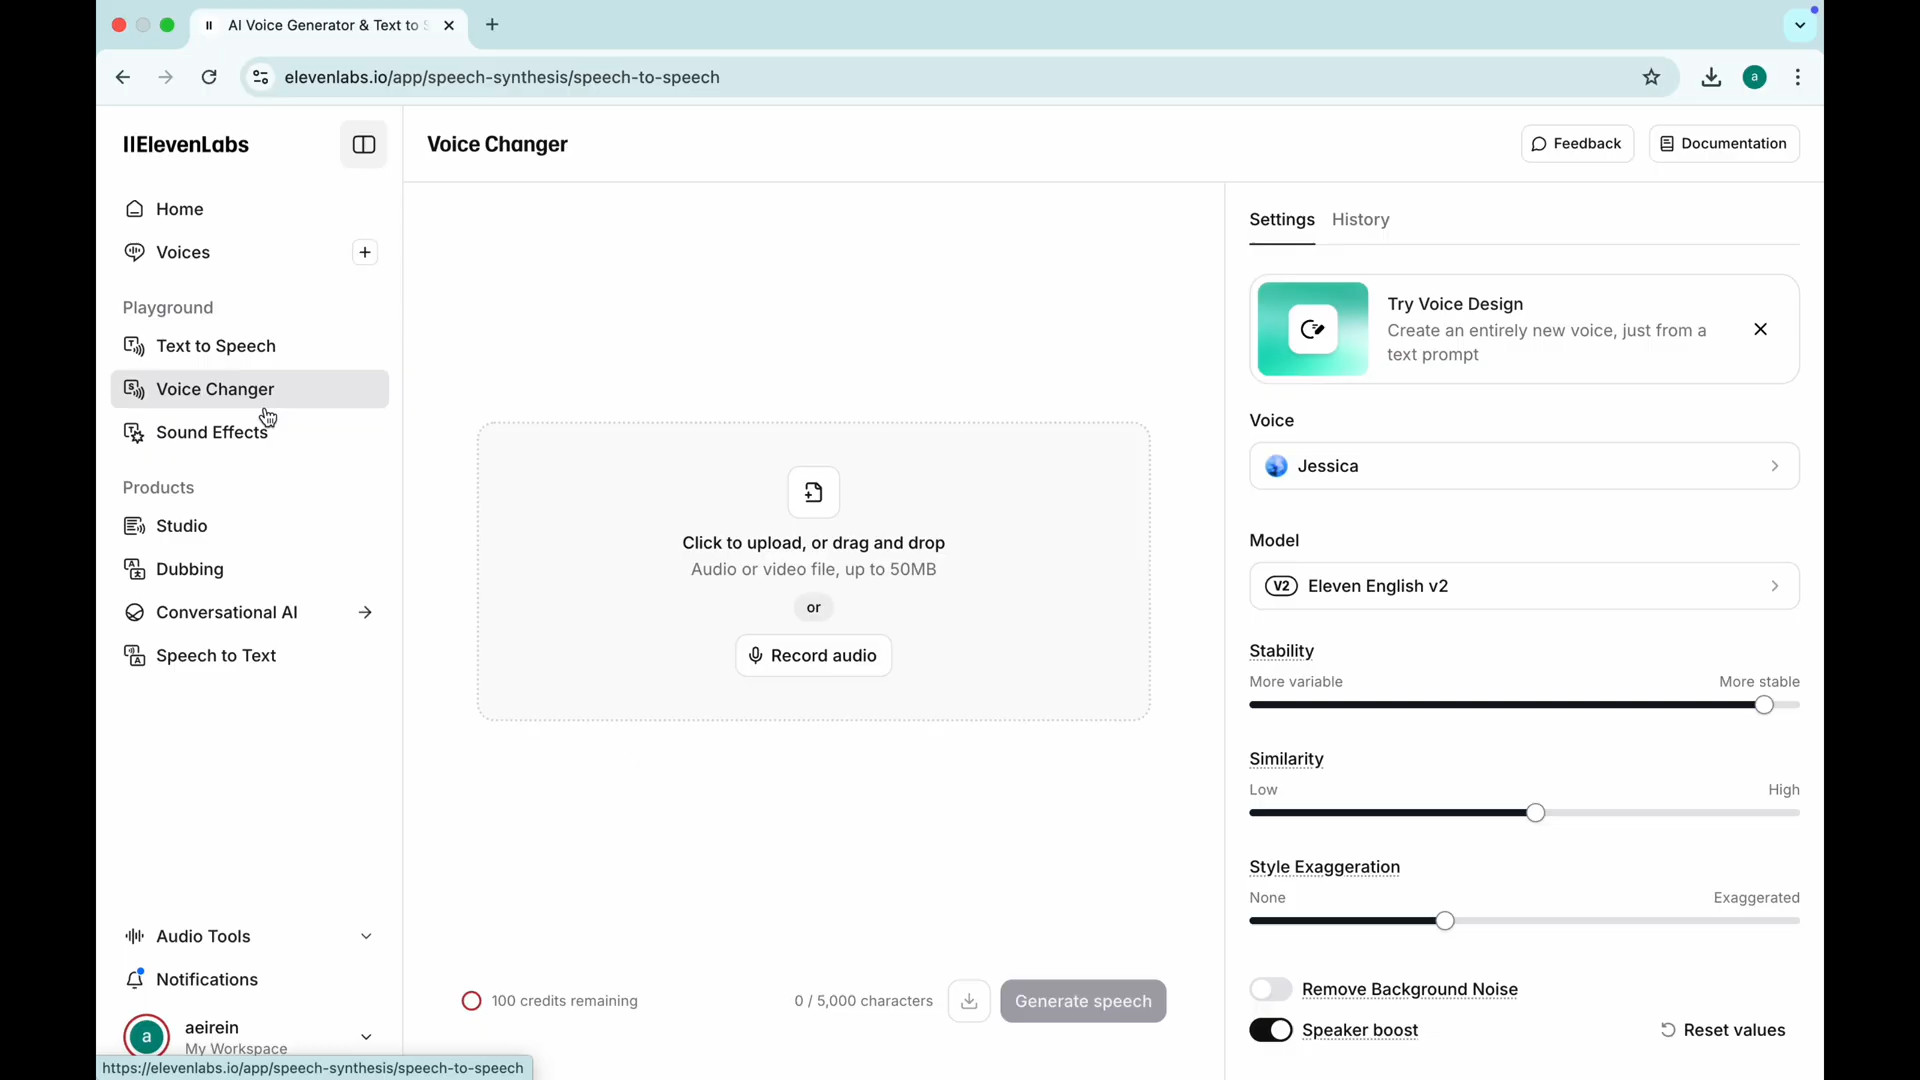 AI Voice Generator & Text to S
elevenlabs.io/app/speech-synthesis/speech-to-speech
a
IIElevenLabs
Voice Changer
Feedback
Documentation
Home
Voices
Playground
Text to Speech
Voice Changer
Sound Effects
Products
Studio
Dubbing
Conversational AI
Speech to Text
Audio Tools
Notifications
a
aeirein
My Workspace
https://elevenlabs.io/app/speech-synthesis/speech-to-speech
Click to upload, or drag and drop
Audio or video file, up to 50MB
or
Record audio
100 credits remaining
0 / 5,000 characters
Generate speech
Settings
History
Try Voice Design
Create an entirely new voice, just from a
text prompt
Voice
Jessica
Model
V2 Eleven English v2
Stability
More variable
More stable
Similarity
Low
High
Style Exaggeration
None
Exaggerated
Remove Background Noise
Speaker boost
Reset values